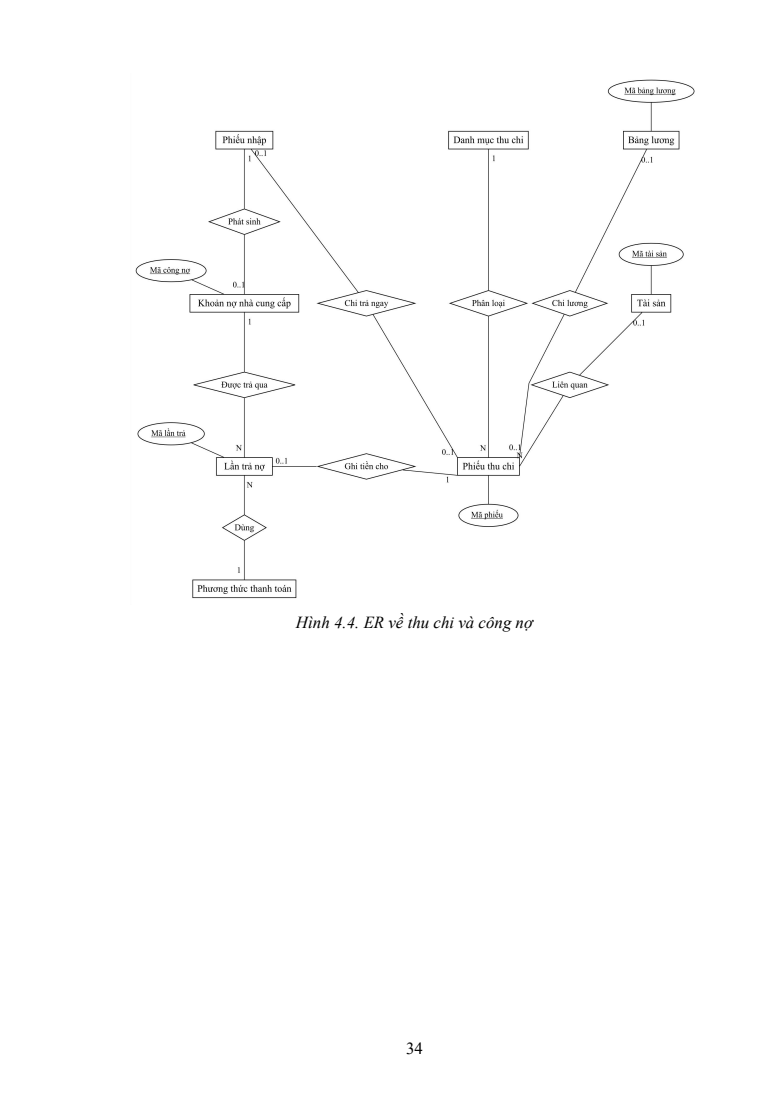 Mã bảng lương
Phiếu nhập
Danh mục thu chi
Bảng lương
1
0..1
1
0..1
Phát sinh
Mã tài sản
Mã công nợ
0..1
Khoản nợ nhà cung cấp
Chi trả ngay
Phân loại
Chi lương
Tài sản
1
0..1
Được trả qua
Liên quan
Mã lần trả
N
0..1
N
0..1
N
0..1
Lần trả nợ
Ghi tiền cho
Phiếu thu chi
N
1
Mã phiếu
Dùng
1
Phương thức thanh toán
Hình 4.4. ER về thu chi và công nợ
34